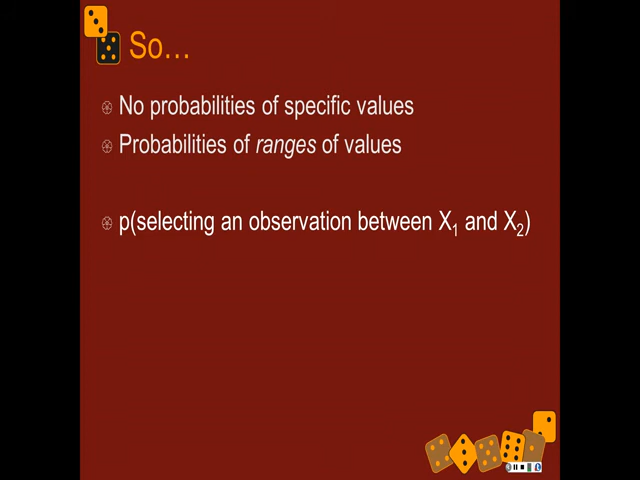 So…
No probabilities of specific values
Probabilities of ranges of values
p(selecting an observation between X₁ and X₂)